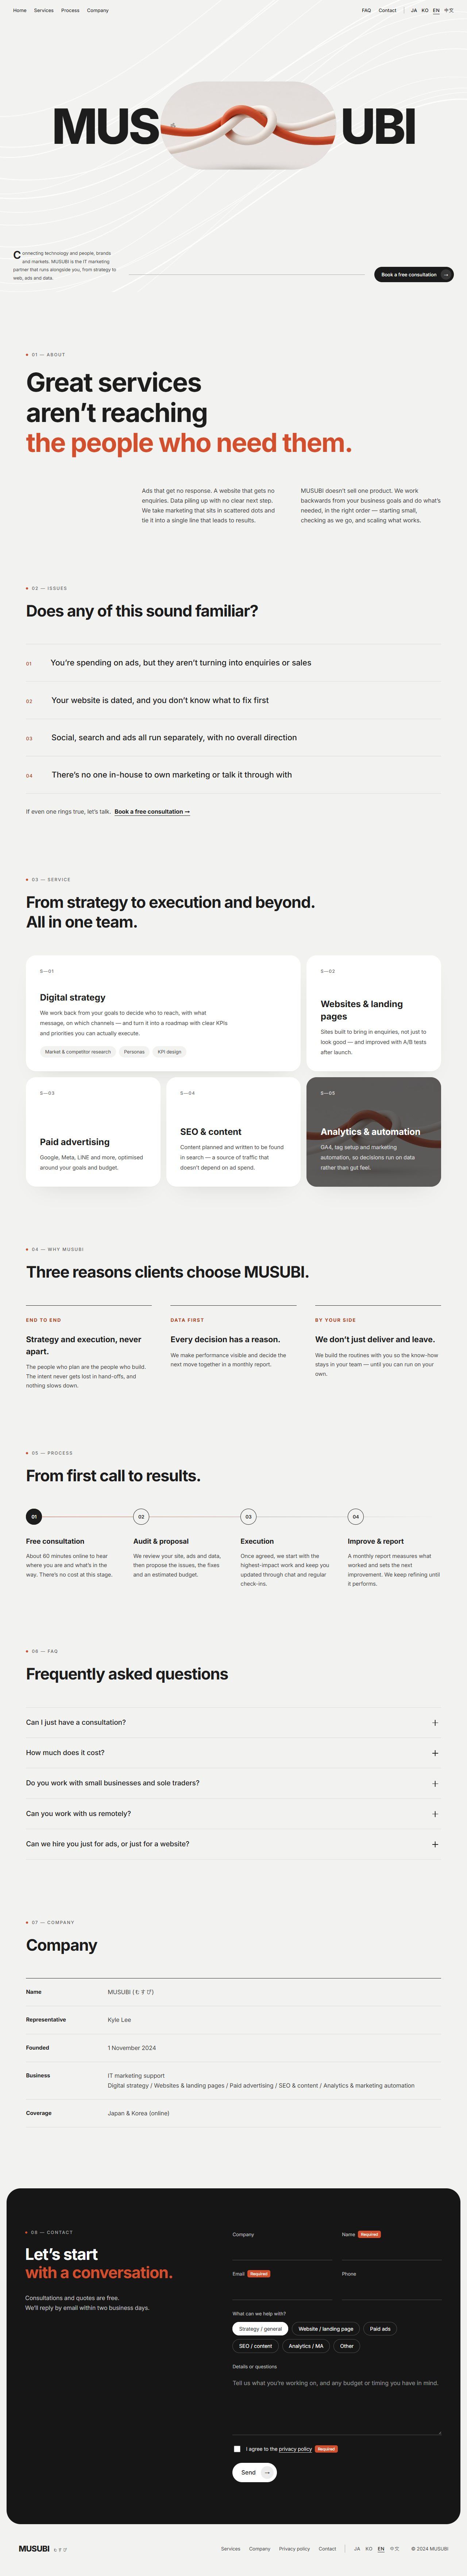 Home Services Process Company
FAQ Contact JA KO EN 中文
MUS UBI
Connecting technology and people, brands
and markets. MUSUBI is the IT marketing
partner that runs alongside you, from strategy to
web, ads and data.
Book a free consultation →
01 — ABOUT
Great services
aren’t reaching
the people who need them.
Ads that get no response. A website that gets no
enquiries. Data piling up with no clear next step.
We take marketing that sits in scattered dots and
tie it into a single line that leads to results.
MUSUBI doesn’t sell one product. We work
backwards from your business goals and do what’s
needed, in the right order — starting small,
checking as we go, and scaling what works.
02 — ISSUES
Does any of this sound familiar?
01 You’re spending on ads, but they aren’t turning into enquiries or sales
02 Your website is dated, and you don’t know what to fix first
03 Social, search and ads all run separately, with no overall direction
04 There’s no one in-house to own marketing or talk it through with
If even one rings true, let’s talk. Book a free consultation →
03 — SERVICE
From strategy to execution and beyond.
All in one team.
S—01
Digital strategy
We work back from your goals to decide who to reach, with what
message, on which channels — and turn it into a roadmap with clear KPIs
and priorities you can actually execute.
Market & competitor research Personas KPI design
S—02
Websites & landing
pages
Sites built to bring in enquiries, not just to
look good — and improved with A/B tests
after launch.
S—03
Paid advertising
Google, Meta, LINE and more, optimised
around your goals and budget.
S—04
SEO & content
Content planned and written to be found
in search — a source of traffic that
doesn’t depend on ad spend.
S—05
Analytics & automation
GA4, tag setup and marketing
automation, so decisions run on data
rather than gut feel.
04 — WHY MUSUBI
Three reasons clients choose MUSUBI.
END TO END
Strategy and execution, never
apart.
The people who plan are the people who build.
The intent never gets lost in hand-offs, and
nothing slows down.
DATA FIRST
Every decision has a reason.
We make performance visible and decide the
next move together in a monthly report.
BY YOUR SIDE
We don’t just deliver and leave.
We build the routines with you so the know-how
stays in your team — until you can run on your
own.
05 — PROCESS
From first call to results.
01
Free consultation
About 60 minutes online to hear
where you are and what’s in the
way. There’s no cost at this stage.
02
Audit & proposal
We review your site, ads and data,
then propose the issues, the fixes
and an estimated budget.
03
Execution
Once agreed, we start with the
highest-impact work and keep you
updated through chat and regular
check-ins.
04
Improve & report
A monthly report measures what
worked and sets the next
improvement. We keep refining until
it performs.
06 — FAQ
Frequently asked questions
Can I just have a consultation?
How much does it cost?
Do you work with small businesses and sole traders?
Can you work with us remotely?
Can we hire you just for ads, or just for a website?
07 — COMPANY
Company
Name MUSUBI (むすび)
Representative Kyle Lee
Founded 1 November 2024
Business IT marketing support
Digital strategy / Websites & landing pages / Paid advertising / SEO & content / Analytics & marketing automation
Coverage Japan & Korea (online)
08 — CONTACT
Let’s start
with a conversation.
Consultations and quotes are free.
We’ll reply by email within two business days.
Company
Name Required
Email Required
Phone
What can we help with?
Strategy / general Website / landing page Paid ads
SEO / content Analytics / MA Other
Details or questions
Tell us what you’re working on, and any budget or timing you have in mind.
I agree to the privacy policy Required
Send →
MUSUBI むすび
Services Company Privacy policy Contact JA KO EN 中文 © 2024 MUSUBI